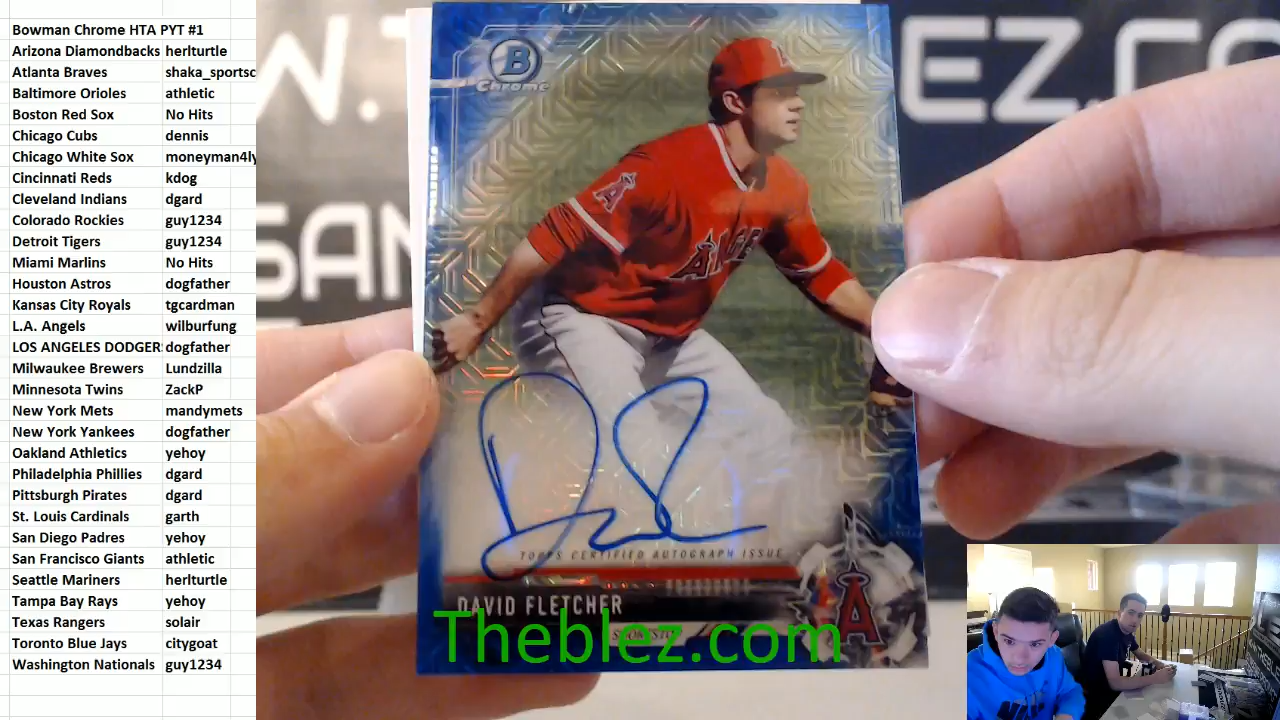 Bowman Chrome HTA PYT #1
Arizona Diamondbacks herlturtle
Atlanta Braves shaka_sportsc
Baltimore Orioles athletic
Boston Red Sox No Hits
Chicago Cubs dennis
Chicago White Sox moneyman4ly
Cincinnati Reds kdog
Cleveland Indians dgard
Colorado Rockies guy1234
Detroit Tigers guy1234
Miami Marlins No Hits
Houston Astros dogfather
Kansas City Royals tgcardman
L.A. Angels wilburfung
LOS ANGELES DODGER dogfather
Milwaukee Brewers Lundzilla
Minnesota Twins ZackP
New York Mets mandymets
New York Yankees dogfather
Oakland Athletics yehoy
Philadelphia Phillies dgard
Pittsburgh Pirates dgard
St. Louis Cardinals garth
San Diego Padres yehoy
San Francisco Giants athletic
Seattle Mariners herlturtle
Tampa Bay Rays yehoy
Texas Rangers solair
Toronto Blue Jays citygoat
Washington Nationals guy1234
W.T
EZ.CO
SAN
B
Chrome
A
ANGE
TOPPS CERTIFIED AUTOGRAPH ISSUE
DAVID FLETCHER
A
Theblez.com